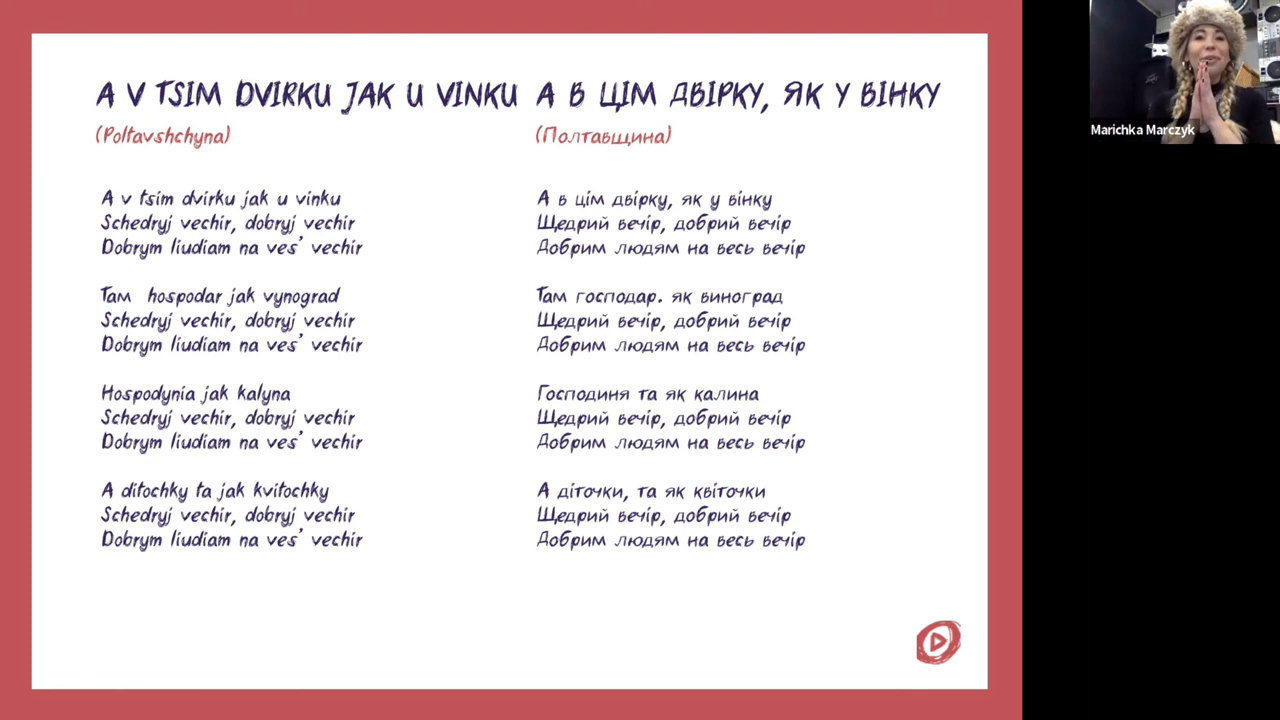 A V TSIM DVIRKU JAK U VINKU
(Poltavshchyna)
A v tsim dvirku jak u vinku
Schedryj vechir, dobryj vechir
Dobrym liudiam na ves' vechir
Tam hospodar jak vynograd
Schedryj vechir, dobryj vechir
Dobrym liudiam na ves' vechir
Hospodynia jak kalyna
Schedryj vechir, dobryj vechir
Dobrym liudiam na ves' vechir
A ditochky ta jak kvitochky
Schedryj vechir, dobryj vechir
Dobrym liudiam na ves' vechir
А В ЦІМ ДВІРКУ, ЯК У ВІНКУ
(Полтавщина)
А в цім двірку, як у вінку
Щедрий вечір, добрий вечір
Добрим людям на весь вечір
Там господар. як виноград
Щедрий вечір, добрий вечір
Добрим людям на весь вечір
Господиня та як калина
Щедрий вечір, добрий вечір
Добрим людям на весь вечір
А діточки, та як квіточки
Щедрий вечір, добрий вечір
Добрим людям на весь вечір
Marichka Marczyk